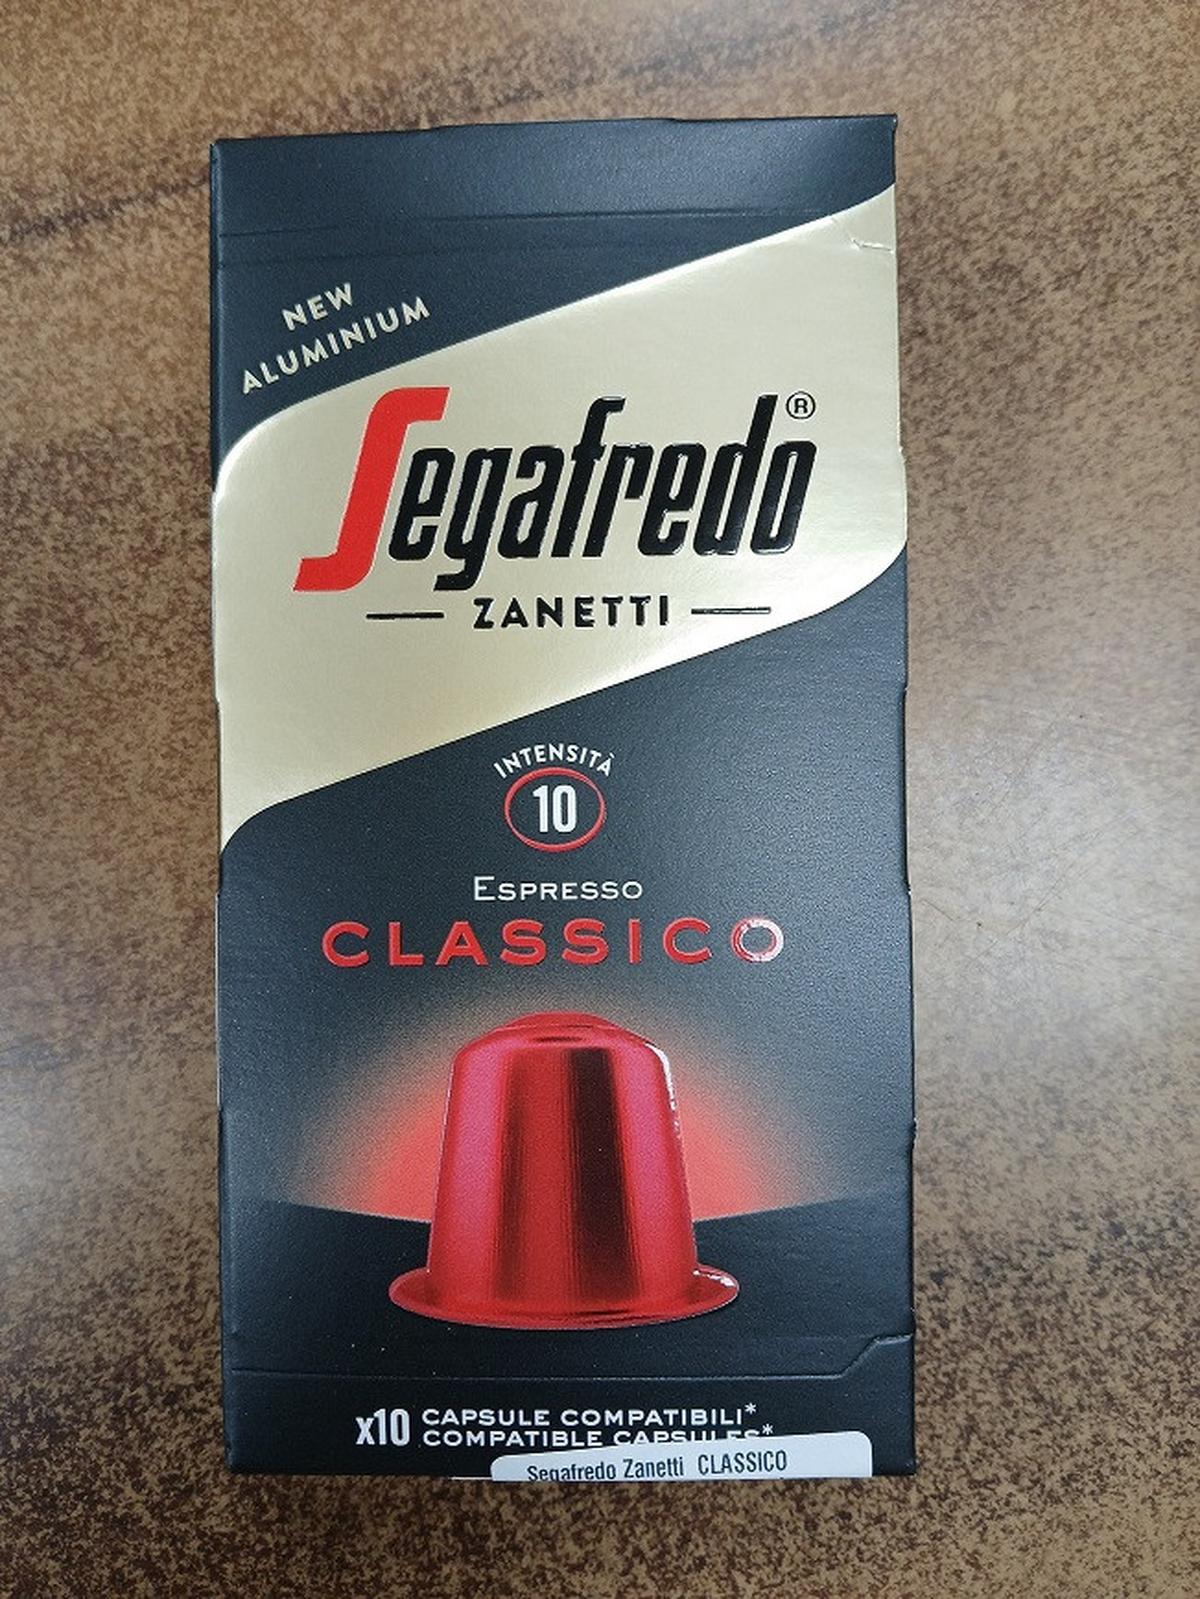 NEW
ALUMINIUM
Segafredo®
ZANETTI
INTENSITÀ
10
ESPRESSO
CLASSICO
x10 CAPSULE COMPATIBILI*
COMPATIBLE CAPSULES*
Segafredo Zanetti CLASSICO